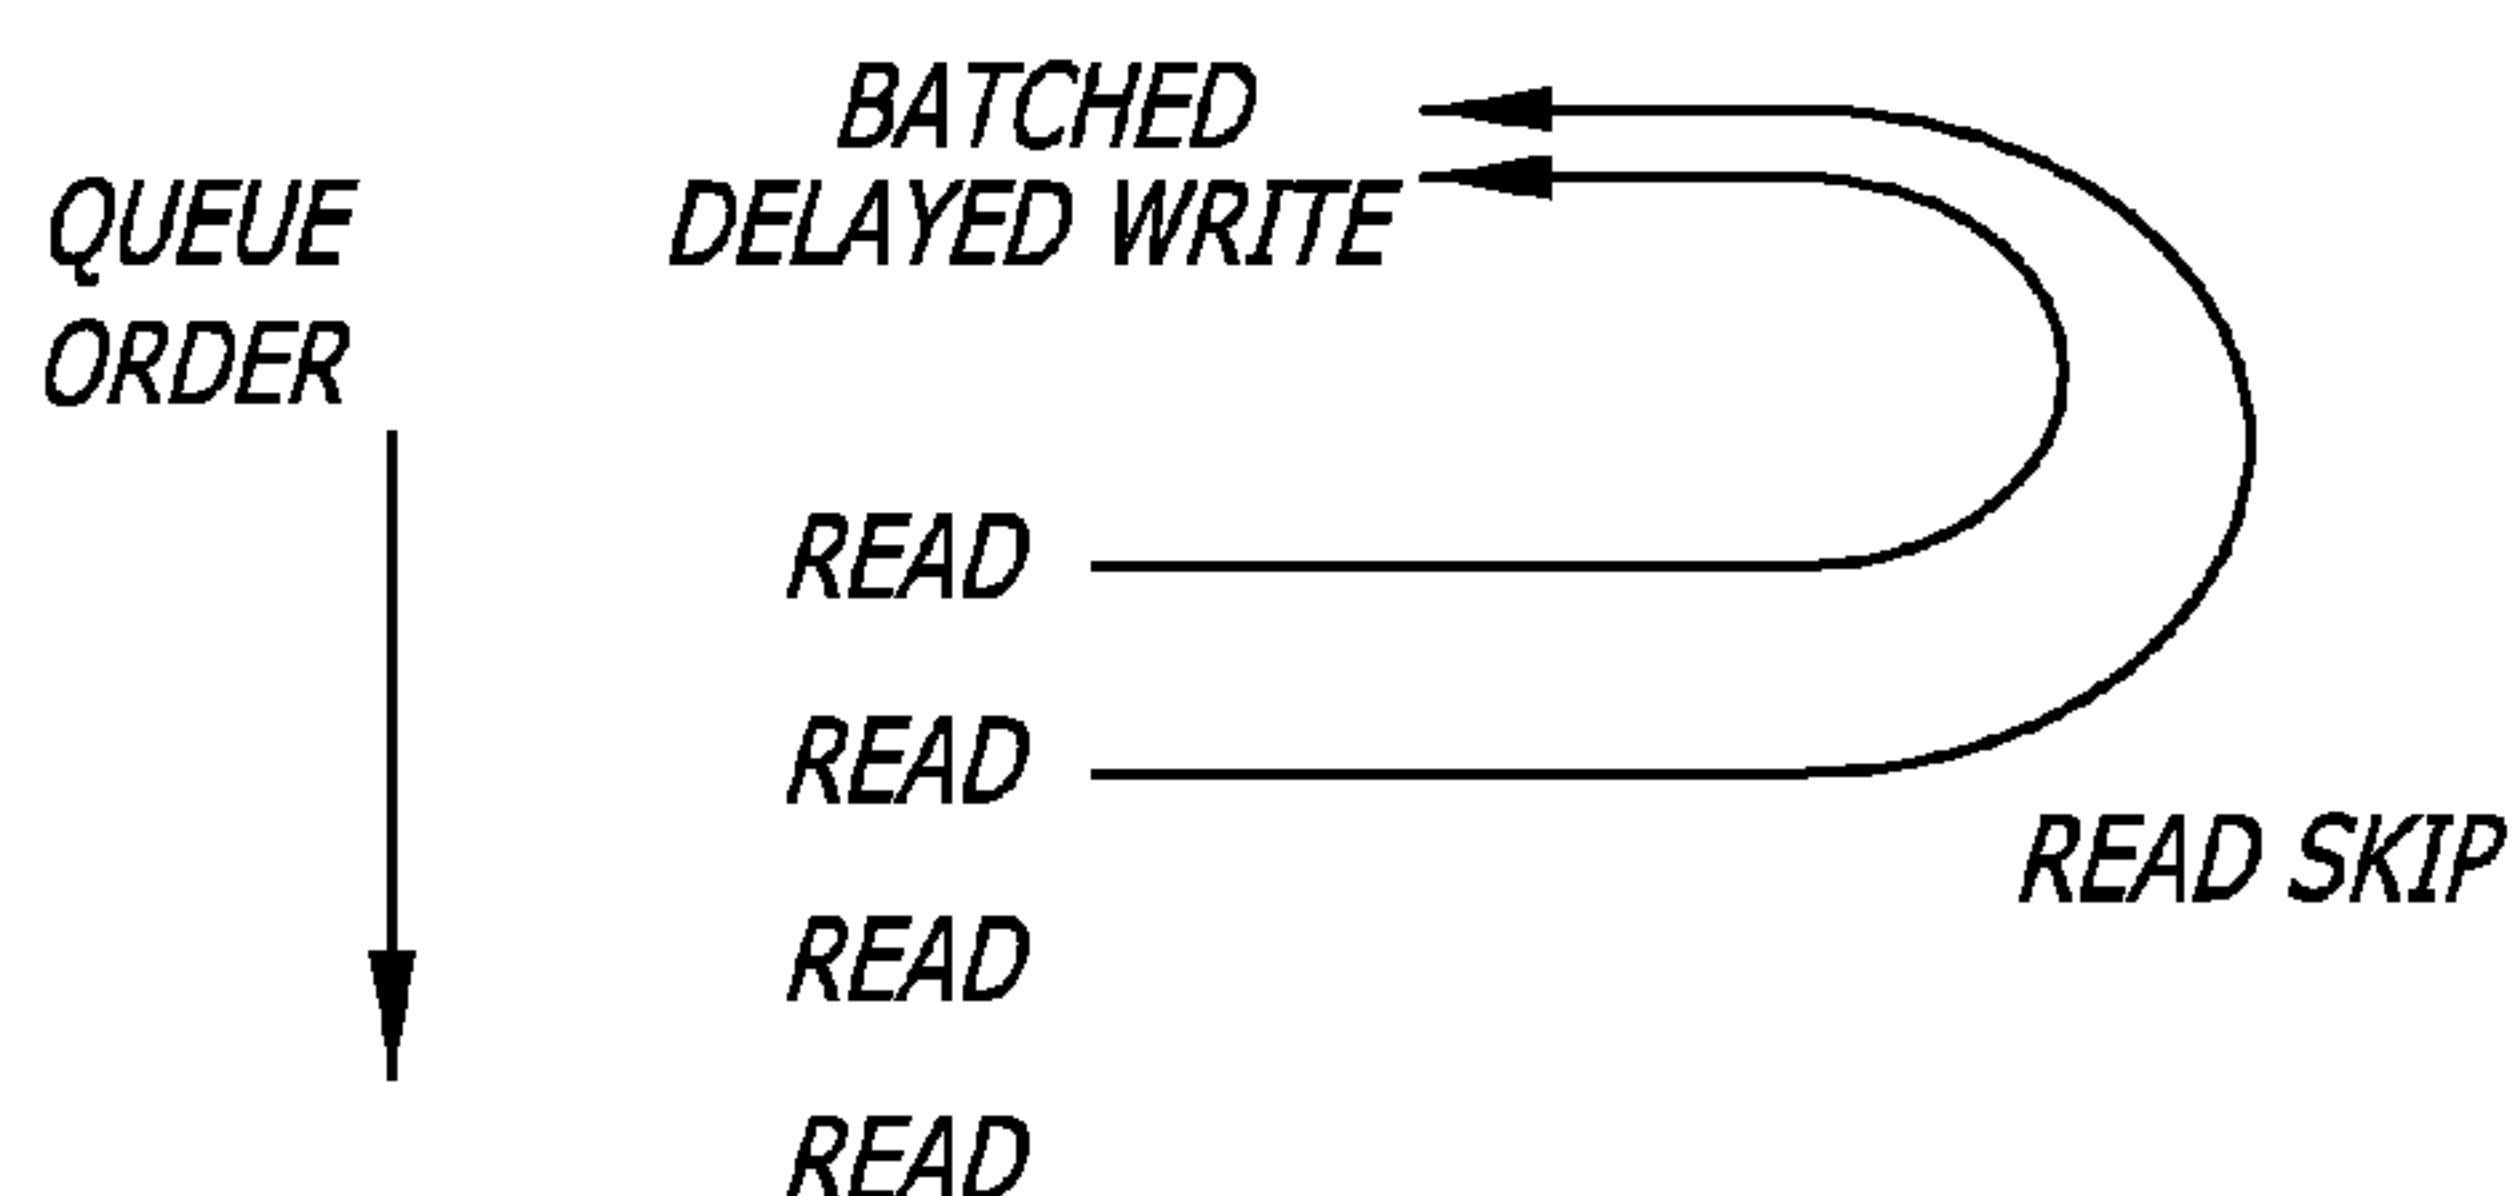 BATCHED
DELAYED WRITE
QUEUE
ORDER
READ
READ
READ SKIP
READ
READ